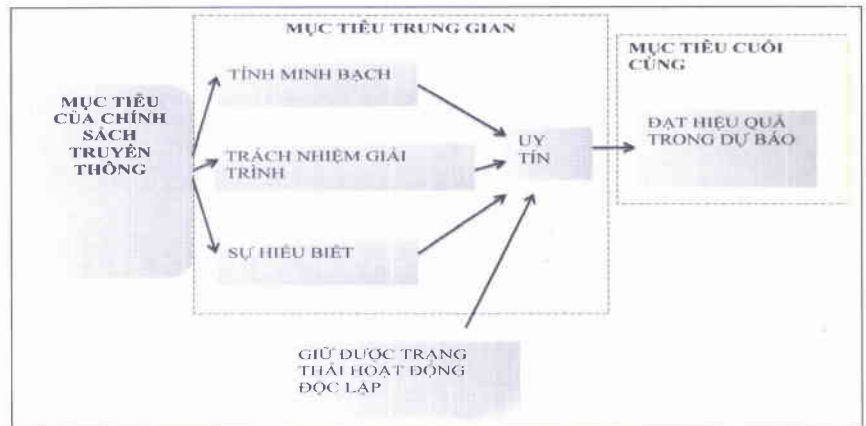 MỤC TIÊU TRUNG GIAN
MỤC TIÊU CUỐI
CÙNG
MỤC TIÊU
CỦA CHÍNH
SÁCH
TRUYỀN
THÔNG
TÍNH MINH BẠCH
TRÁCH NHIỆM GIẢI
TRÌNH
SỰ HIỂU BIẾT
UY
TÍN
ĐẠT HIỆU QUẢ
TRONG DỰ BÁO
GIỮ ĐƯỢC TRẠNG
THÁI HOẠT ĐỘNG
ĐỘC LẬP